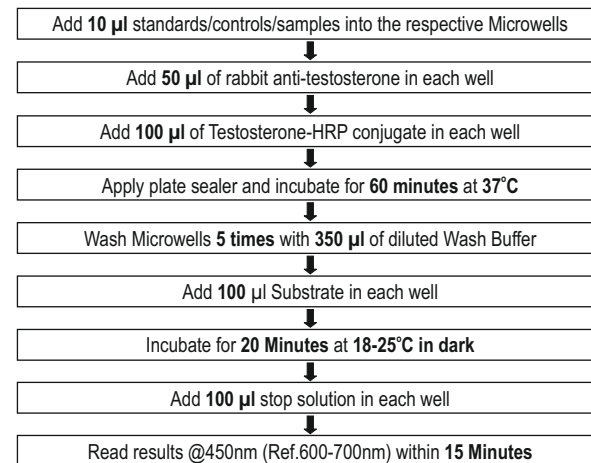 Add 10 µl standards/controls/samples into the respective Microwells
Add 50 µl of rabbit anti-testosterone in each well
Add 100 µl of Testosterone-HRP conjugate in each well
Apply plate sealer and incubate for 60 minutes at 37°C
Wash Microwells 5 times with 350 µl of diluted Wash Buffer
Add 100 µl Substrate in each well
Incubate for 20 Minutes at 18-25°C in dark
Add 100 µl stop solution in each well
Read results @450nm (Ref.600-700nm) within 15 Minutes